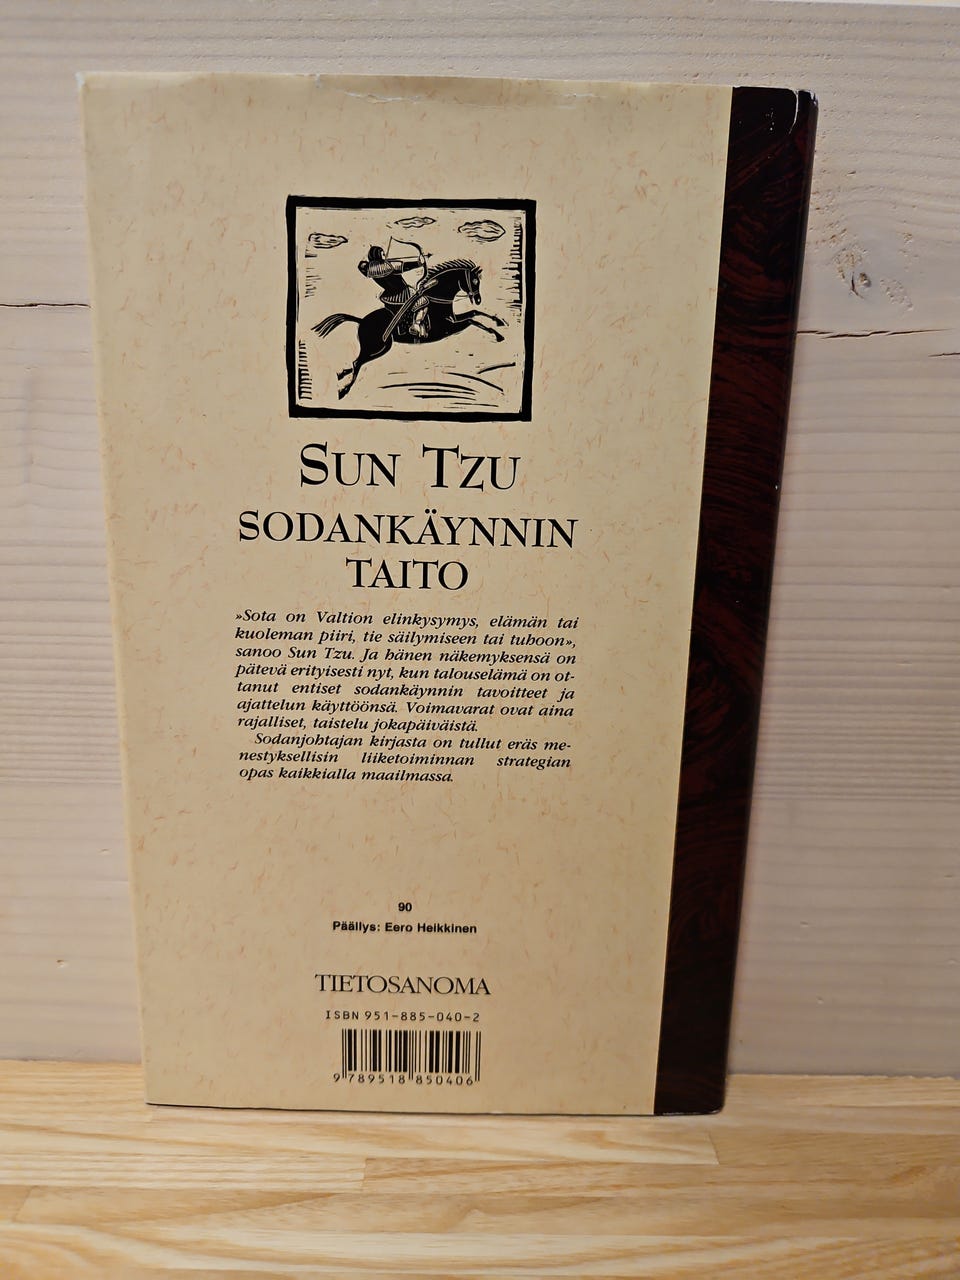 SUN TZU
SODANKÄYNNIN
TAITO
»Sota on Valtion elinkysymys, elämän tai
kuoleman piiri, tie säilymiseen tai tuhoon»,
sanoo Sun Tzu. Ja hänen näkemyksensä on
pätevä erityisesti nyt, kun talouselämä on ot-
tanut entiset sodankäynnin tavoitteet ja
ajattelun käyttöönsä. Voimavarat ovat aina
rajalliset, taistelu jokapäiväistä.
Sodanjohtajan kirjasta on tullut eräs me-
nestyksellisin liiketoiminnan strategian
opas kaikkialla maailmassa.
90
Päällys: Eero Heikkinen
TIETOSANOMA
ISBN 951-885-040-2
9 789518 850406